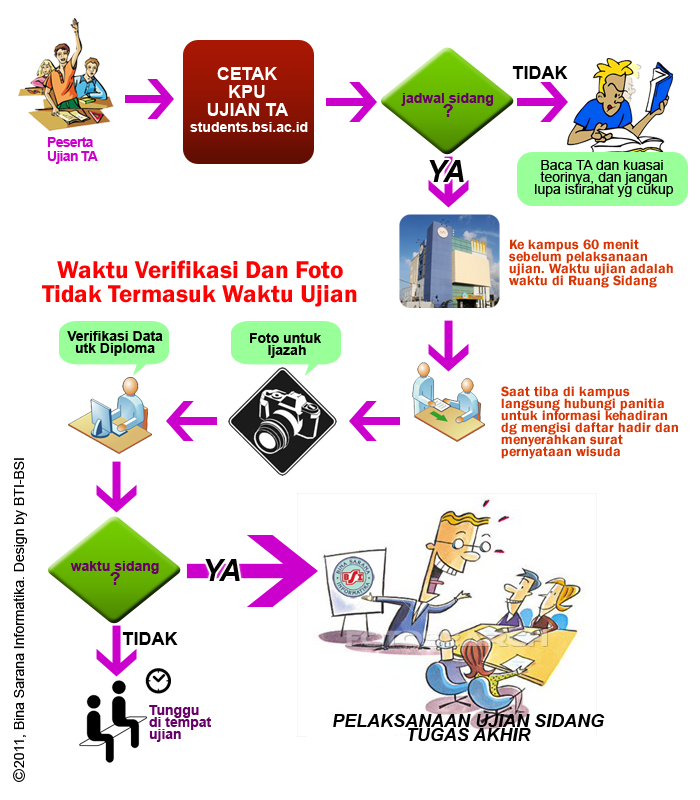 Peserta
Ujian TA
CETAK
KPU
UJIAN TA
students.bsi.ac.id
jadwal sidang
?
TIDAK
Baca TA dan kuasai
teorinya, dan jangan
lupa istirahat yg cukup
YA
Ke kampus 60 menit
sebelum pelaksanaan
ujian. Waktu ujian adalah
waktu di Ruang Sidang
Waktu Verifikasi Dan Foto
Tidak Termasuk Waktu Ujian
Saat tiba di kampus
langsung hubungi panitia
untuk informasi kehadiran
dg mengisi daftar hadir dan
menyerahkan surat
pernyataan wisuda
Foto untuk
Ijazah
Verifikasi Data
utk Diploma
waktu sidang
?
YA
BINA SARANA
BSI
INFORMATIKA
PELAKSANAAN UJIAN SIDANG
TUGAS AKHIR
TIDAK
Tunggu
di tempat
ujian
©2011, Bina Sarana Informatika. Design by BTI-BSI